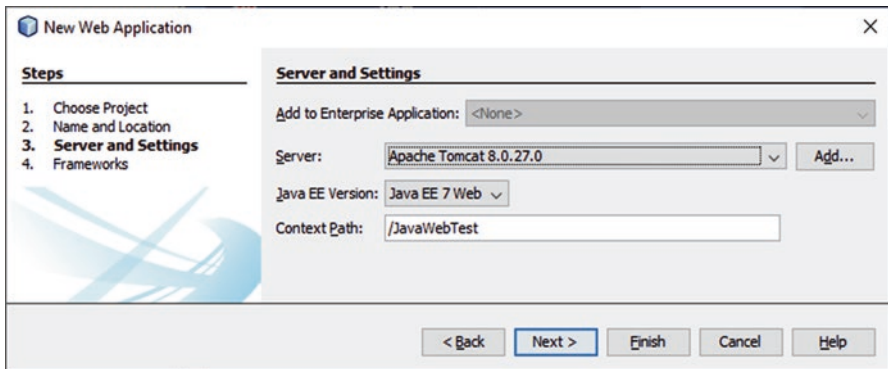 New Web Application
Steps
1. Choose Project
2. Name and Location
3. Server and Settings
4. Frameworks
Server and Settings
Add to Enterprise Application: <None>
Server: Apache Tomcat 8.0.27.0 Add...
Java EE Version: Java EE 7 Web
Context Path: /JavaWebTest
< Back Next > Finish Cancel Help